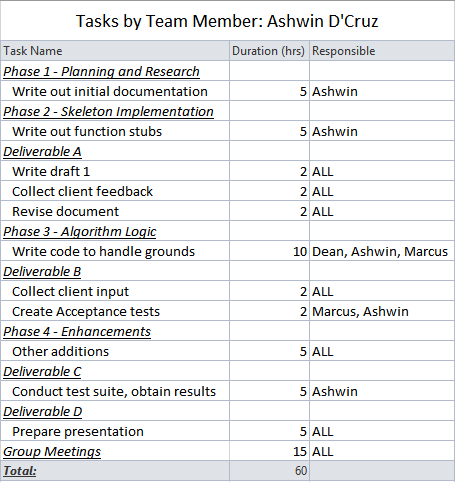 Tasks by Team Member: Ashwin D'Cruz
Task Name Duration (hrs) Responsible
Phase 1 - Planning and Research
Write out initial documentation 5 Ashwin
Phase 2 - Skeleton Implementation
Write out function stubs 5 Ashwin
Deliverable A
Write draft 1 2 ALL
Collect client feedback 2 ALL
Revise document 2 ALL
Phase 3 - Algorithm Logic
Write code to handle grounds 10 Dean, Ashwin, Marcus
Deliverable B
Collect client input 2 ALL
Create Acceptance tests 2 Marcus, Ashwin
Phase 4 - Enhancements
Other additions 5 ALL
Deliverable C
Conduct test suite, obtain results 5 Ashwin
Deliverable D
Prepare presentation 5 ALL
Group Meetings 15 ALL
Total: 60